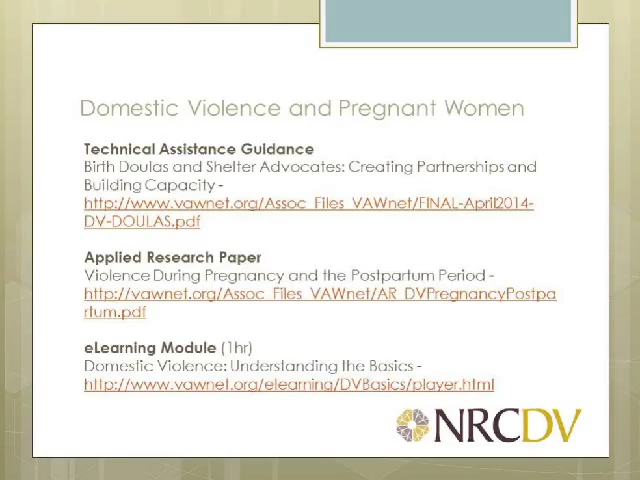 Domestic Violence and Pregnant Women
Technical Assistance Guidance
Birth Doulas and Shelter Advocates: Creating Partnerships and
Building Capacity -
http://www.vawnet.org/Assoc_Files_VAWnet/FINAL-April2014-
DV-DOULAS.pdf
Applied Research Paper
Violence During Pregnancy and the Postpartum Period -
http://vawnet.org/Assoc_Files_VAWnet/AR_DVPregnancyPostpa
rtum.pdf
eLearning Module (1hr)
Domestic Violence: Understanding the Basics -
http://www.vawnet.org/elearning/DVBasics/player.html
NRCDV